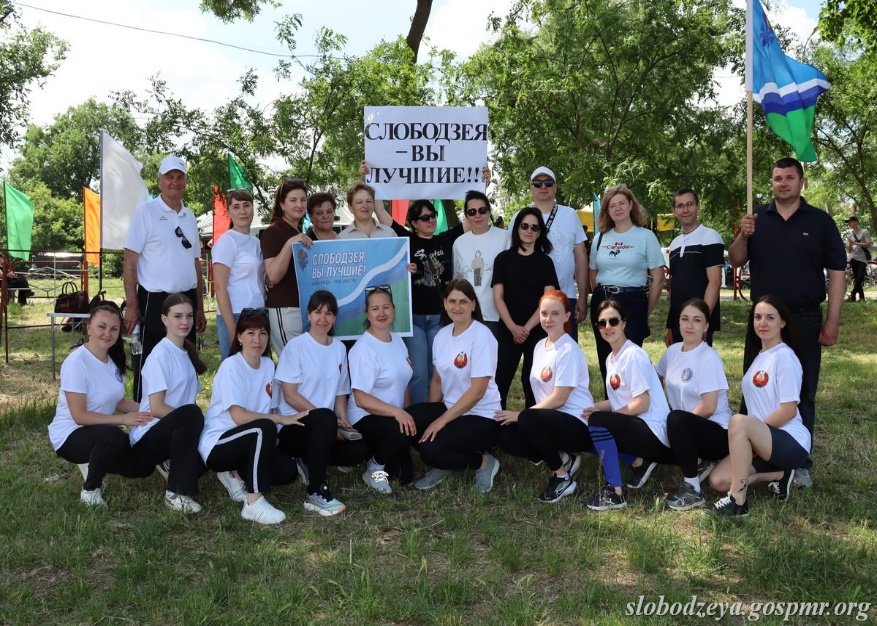 СЛОБОДЗЕЯ
–ВЫ
ЛУЧШИЕ!!!
СЛОБОДЗЕЯ,
ВЫ ЛУЧШИЕ!
slobodzeya.gospmr.org